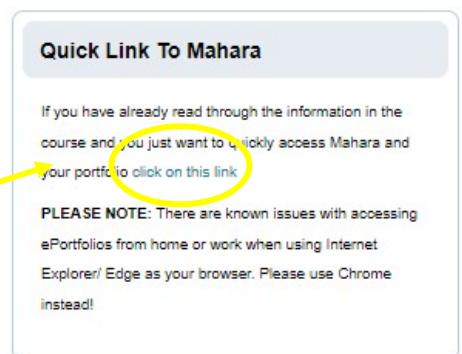 Quick Link To Mahara
If you have already read through the information in the
course and you just want to quickly access Mahara and
your portfolio click on this link
PLEASE NOTE: There are known issues with accessing
ePortfolios from home or work when using Internet
Explorer/ Edge as your browser. Please use Chrome
instead!